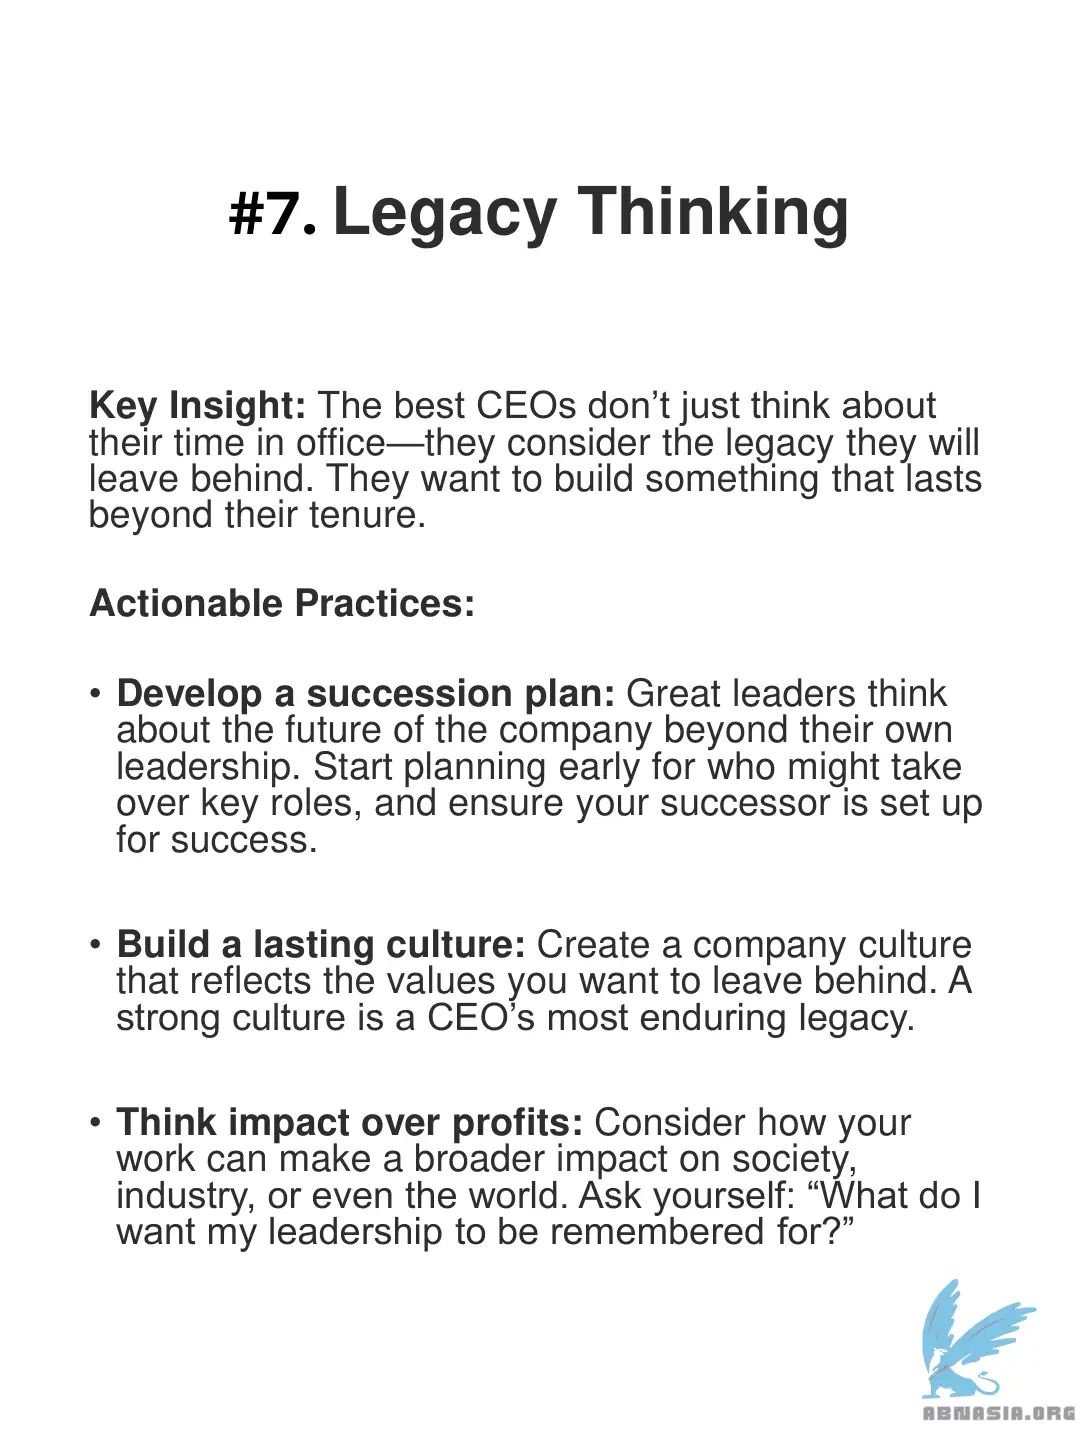 #7. Legacy Thinking
Key Insight: The best CEOs don’t just think about
their time in office—they consider the legacy they will
leave behind. They want to build something that lasts
beyond their tenure.
Actionable Practices:
• Develop a succession plan: Great leaders think
about the future of the company beyond their own
leadership. Start planning early for who might take
over key roles, and ensure your successor is set up
for success.
• Build a lasting culture: Create a company culture
that reflects the values you want to leave behind. A
strong culture is a CEO’s most enduring legacy.
• Think impact over profits: Consider how your
work can make a broader impact on society,
industry, or even the world. Ask yourself: “What do I
want my leadership to be remembered for?”
ABNASIA.ORG